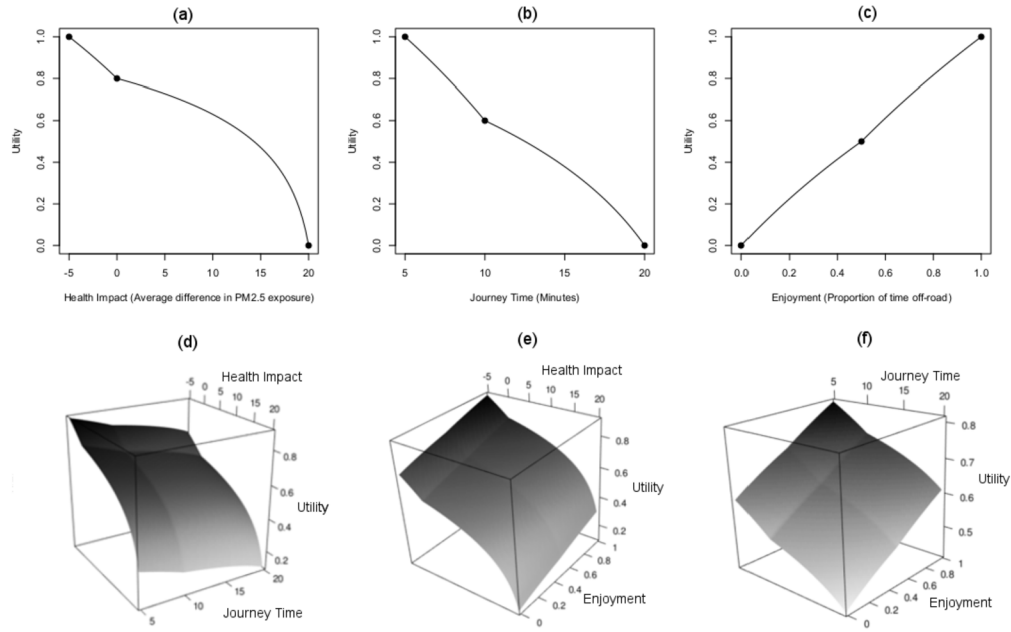 (a) (b) (c)
1.0 1.0 1.0
0.8 0.8 0.8
0.6 0.6 0.6
Utility Utility Utility
0.4 0.4 0.4
0.2 0.2 0.2
0.0 0.0 0.0
-5 0 5 10 15 20 5 10 15 20 0.0 0.2 0.4 0.6 0.8 1.0
Health Impact (Average difference in PM2.5 exposure) Journey Time (Minutes) Enjoyment (Proportion of time off-road)
(d)
Health Impact
-5 0 5 10 15 20
0.8
0.6
Utility
0.4
0.2
5 10 15 20
Journey Time
(e)
Health Impact
-5 0 5 10 15 20
0.8
0.6
Utility
0.4
0.2
0 0.2 0.4 0.6 0.8 1
Enjoyment
(f)
Journey Time
5 10 15 20
0.8
0.7
Utility
0.6
0.5
0 0.2 0.4 0.6 0.8 1
Enjoyment